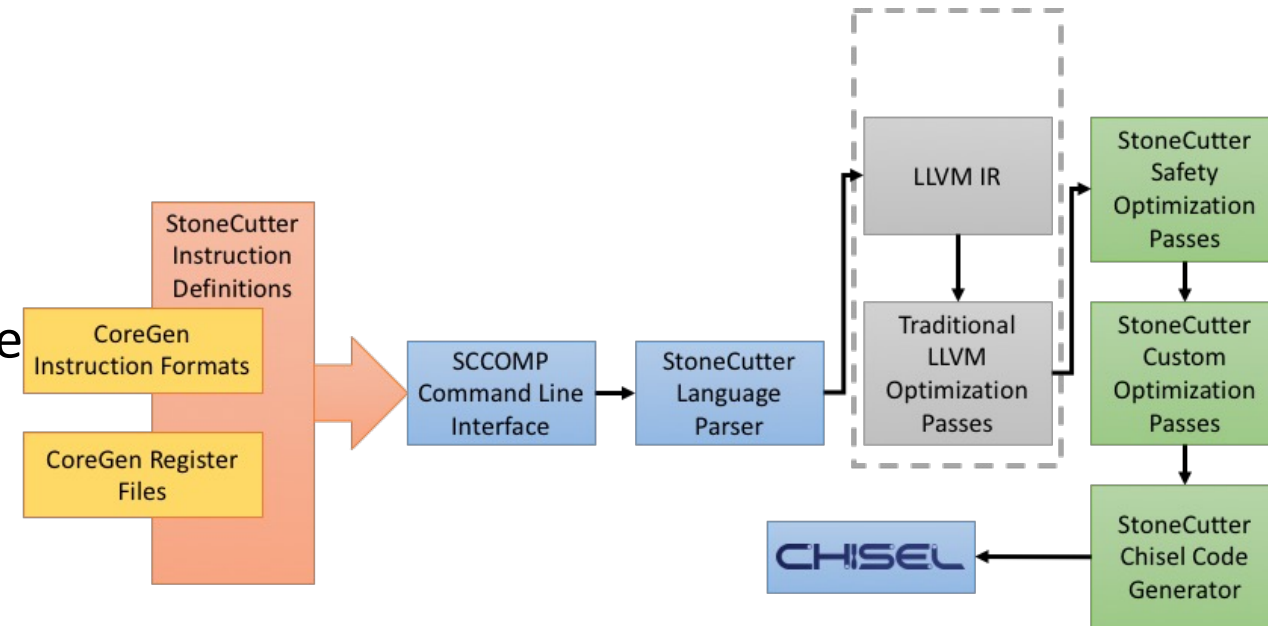 StoneCutter
Instruction
Definitions
CoreGen
Instruction Formats
CoreGen Register
Files
e
SCCOMP
Command Line
Interface
StoneCutter
Language
Parser
LLVM IR
Traditional
LLVM
Optimization
Passes
StoneCutter
Safety
Optimization
Passes
StoneCutter
Custom
Optimization
Passes
StoneCutter
Chisel Code
Generator
CHISEL